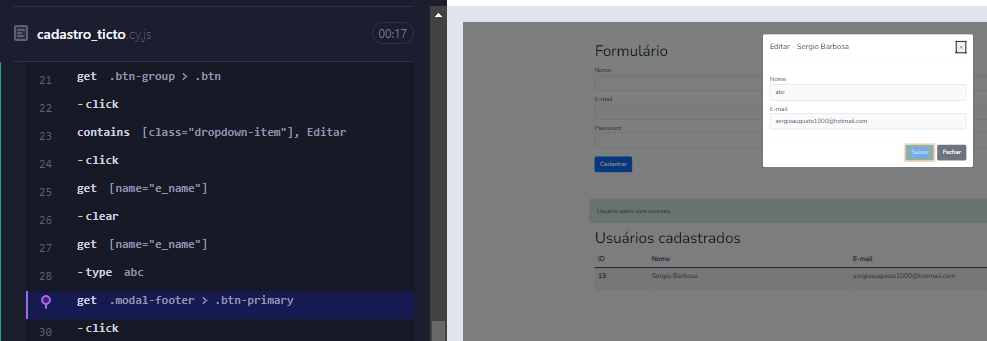 cadastro_ticto.cy.js
00:17
21 get .btn-group > .btn
22 -click
23 contains [class="dropdown-item"], Editar
24 -click
25 get [name="e_name"]
26 -clear
27 get [name="e_name"]
28 -type abc
get .modal-footer > .btn-primary
30 -click
Formulário
Nome
E-mail
Password
Cadastrar
Usuário salvo com sucesso
Usuários cadastrados
ID Nome E-mail
13 Sergio Barbosa sergioaugusto1000@hotmail.com
Editar - Sergio Barbosa
×
Nome
abc
E-mail
sergioaugusto1000@hotmail.com
Salvar Fechar